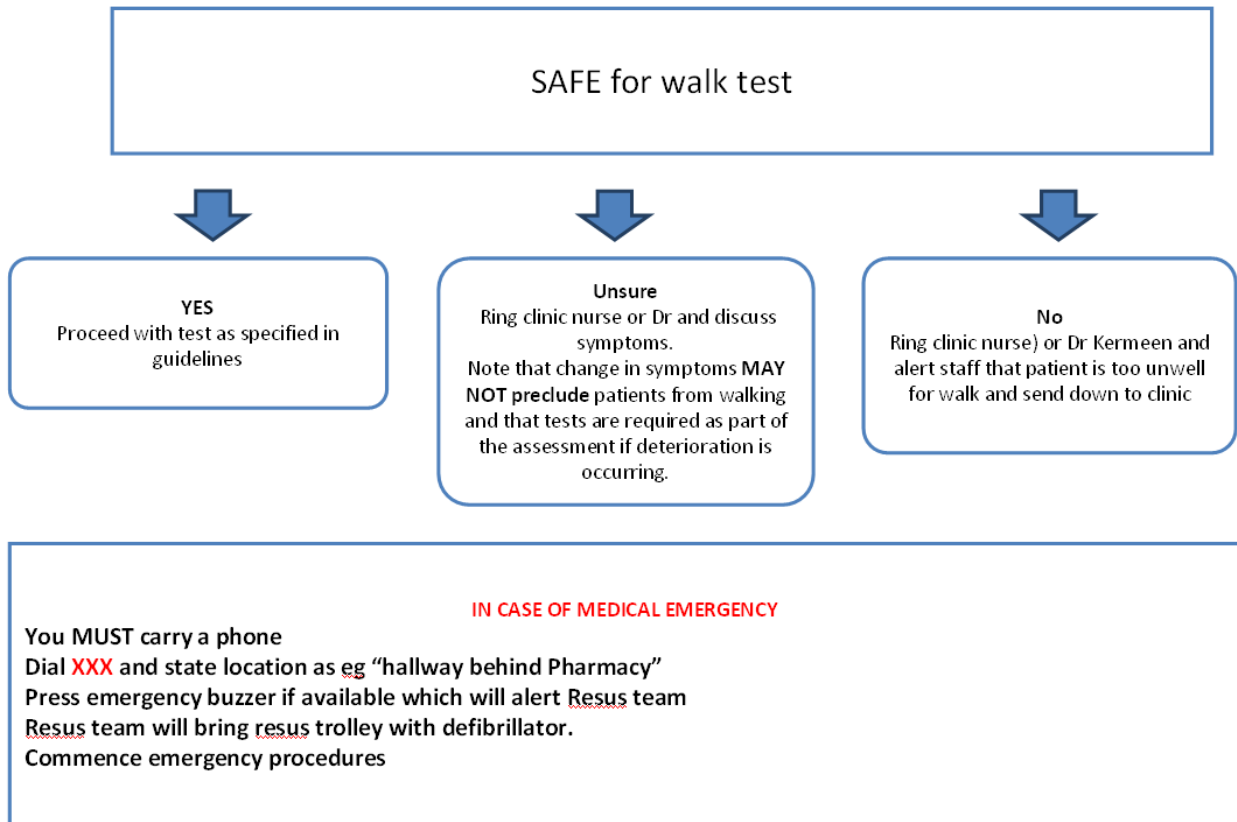 SAFE for walk test
YES
Proceed with test as specified in
guidelines
Unsure
Ring clinic nurse or Dr and discuss
symptoms.
Note that change in symptoms MAY
NOT preclude patients from walking
and that tests are required as part of
the assessment if deterioration is
occurring.
No
Ring clinic nurse) or Dr Kermeen and
alert staff that patient is too unwell
for walk and send down to clinic
IN CASE OF MEDICAL EMERGENCY
You MUST carry a phone
Dial XXX and state location as eg “hallway behind Pharmacy”
Press emergency buzzer if available which will alert Resus team
Resus team will bring resus trolley with defibrillator.
Commence emergency procedures